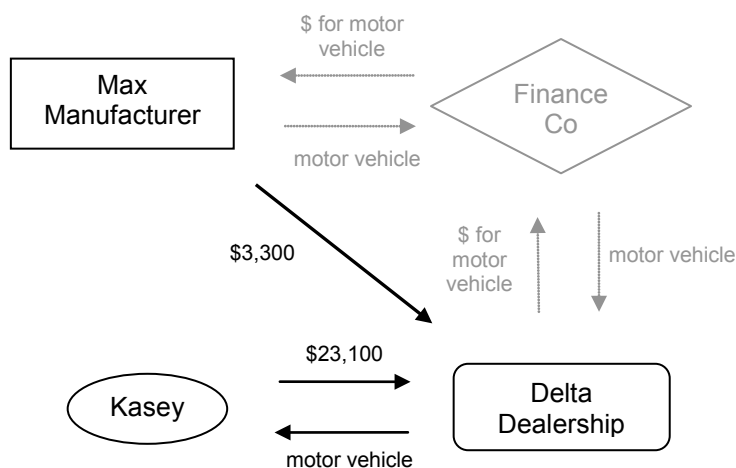 $ for motor
vehicle
Max
Manufacturer
Finance
Co
motor vehicle
$3,300
$ for
motor
vehicle
motor vehicle
$23,100
Kasey
Delta
Dealership
motor vehicle